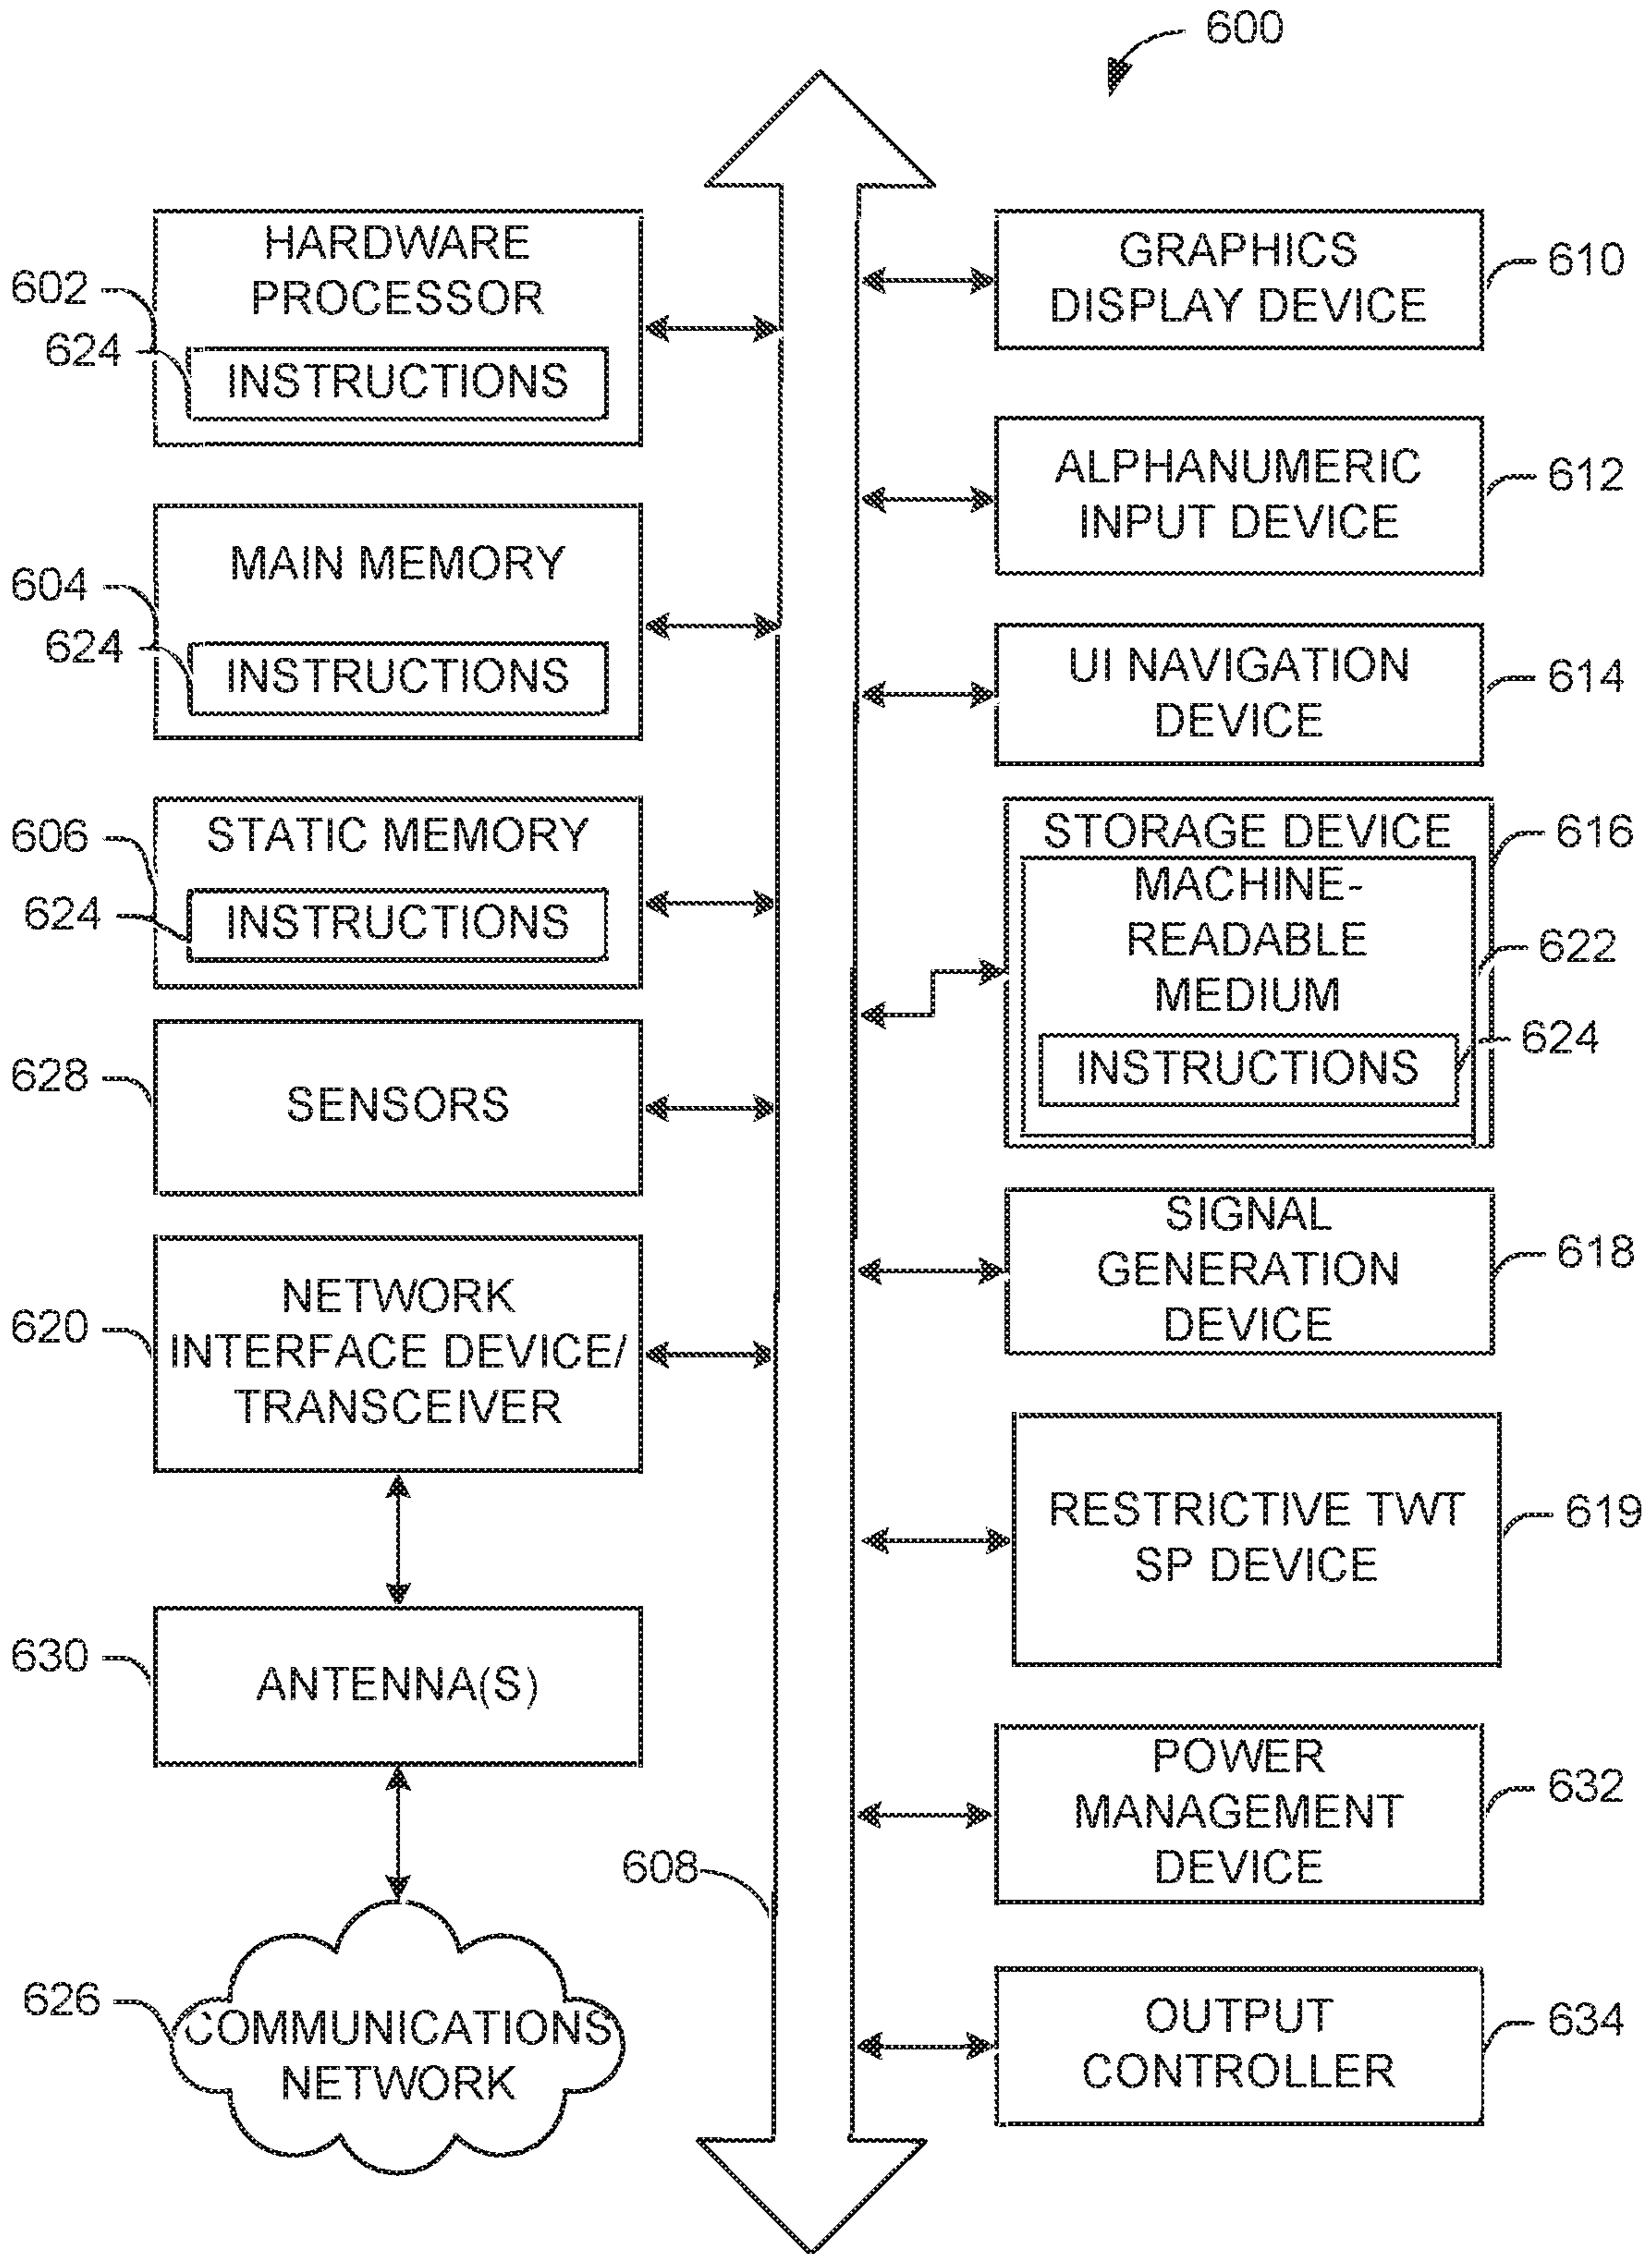 600
HARDWARE
PROCESSOR
602
624
INSTRUCTIONS
MAIN MEMORY
604
624
INSTRUCTIONS
STATIC MEMORY
606
624
INSTRUCTIONS
628
SENSORS
NETWORK
INTERFACE DEVICE/
TRANSCEIVER
620
630
ANTENNA(S)
608
626
COMMUNICATIONS
NETWORK
GRAPHICS
DISPLAY DEVICE
610
ALPHANUMERIC
INPUT DEVICE
612
UI NAVIGATION
DEVICE
614
STORAGE DEVICE
616
MACHINE-
READABLE
MEDIUM
622
INSTRUCTIONS
624
SIGNAL
GENERATION
DEVICE
618
RESTRICTIVE TWT
SP DEVICE
619
POWER
MANAGEMENT
DEVICE
632
OUTPUT
CONTROLLER
634